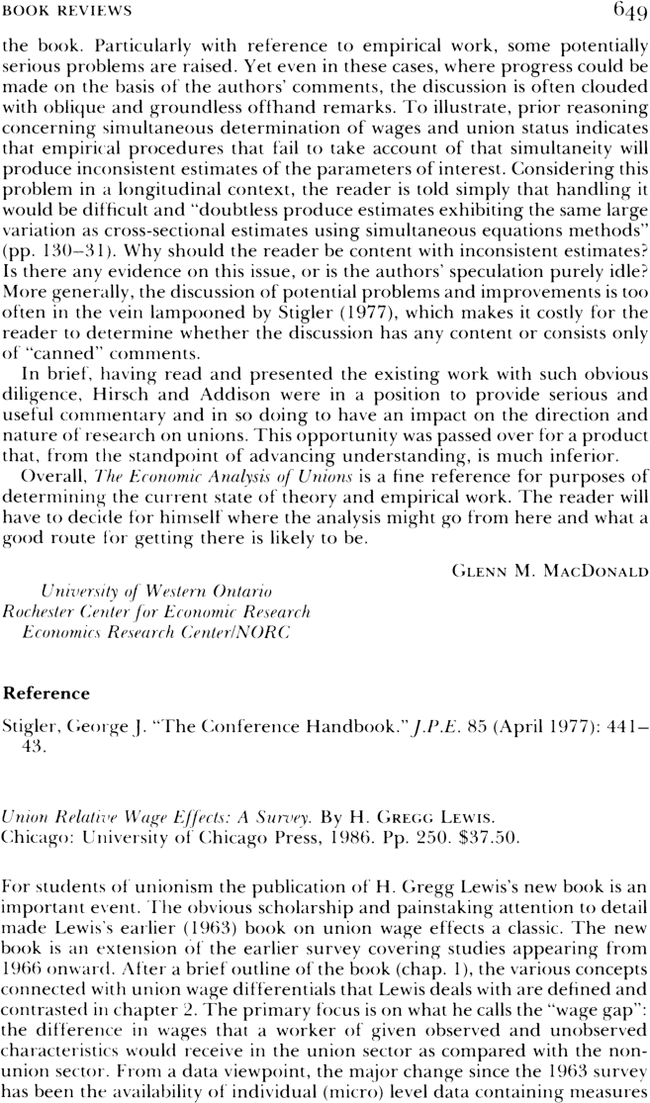 BOOK REVIEWS 649
the book. Particularly with reference to empirical work, some potentially
serious problems are raised. Yet even in these cases, where progress could be
made on the basis of the authors' comments, the discussion is often clouded
with oblique and groundless offhand remarks. To illustrate, prior reasoning
concerning simultaneous determination of wages and union status indicates
that empirical procedures that fail to take account of that simultaneity will
produce inconsistent estimates of the parameters of interest. Considering this
problem in a longitudinal context, the reader is told simply that handling it
would be difficult and “doubtless produce estimates exhibiting the same large
variation as cross-sectional estimates using simultaneous equations methods”
(pp. 130–31). Why should the reader be content with inconsistent estimates?
Is there any evidence on this issue, or is the authors' speculation purely idle?
More generally, the discussion of potential problems and improvements is too
often in the vein lampooned by Stigler (1977), which makes it costly for the
reader to determine whether the discussion has any content or consists only
of “canned” comments.
In brief, having read and presented the existing work with such obvious
diligence, Hirsch and Addison were in a position to provide serious and
useful commentary and in so doing to have an impact on the direction and
nature of research on unions. This opportunity was passed over for a product
that, from the standpoint of advancing understanding, is much inferior.
Overall, The Economic Analysis of Unions is a fine reference for purposes of
determining the current state of theory and empirical work. The reader will
have to decide for himself where the analysis might go from here and what a
good route for getting there is likely to be.
GLENN M. MACDONALD
University of Western Ontario
Rochester Center for Economic Research
Economics Research Center/NORC
Reference
Stigler, George J. “The Conference Handbook.” J.P.E. 85 (April 1977): 441–
43.
Union Relative Wage Effects: A Survey. By H. GREGG LEWIS.
Chicago: University of Chicago Press, 1986. Pp. 250. $37.50.
For students of unionism the publication of H. Gregg Lewis's new book is an
important event. The obvious scholarship and painstaking attention to detail
made Lewis's earlier (1963) book on union wage effects a classic. The new
book is an extension of the earlier survey covering studies appearing from
1966 onward. After a brief outline of the book (chap. 1), the various concepts
connected with union wage differentials that Lewis deals with are defined and
contrasted in chapter 2. The primary focus is on what he calls the “wage gap”:
the difference in wages that a worker of given observed and unobserved
characteristics would receive in the union sector as compared with the non-
union sector. From a data viewpoint, the major change since the 1963 survey
has been the availability of individual (micro) level data containing measures